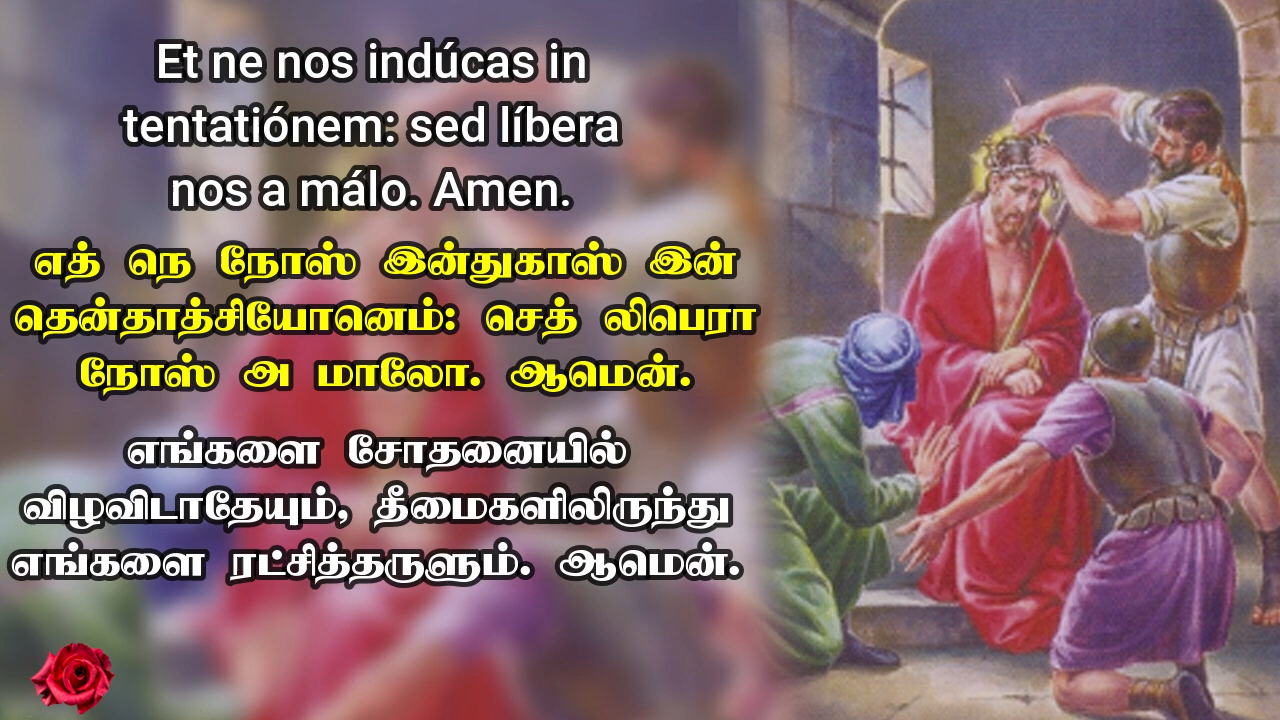 Et ne nos indúcas in
tentatiónem: sed líbera
nos a málo. Amen.
எத் நெ நோஸ் இன்துகாஸ் இன்
தென்தாத்சியோனெம்: செத் லிபெரா
நோஸ் அ மாலோ. ஆமென்.
எங்களை சோதனையில்
விழவிடாதேயும், தீமைகளிலிருந்து
எங்களை ரட்சித்தருளும். ஆமென்.